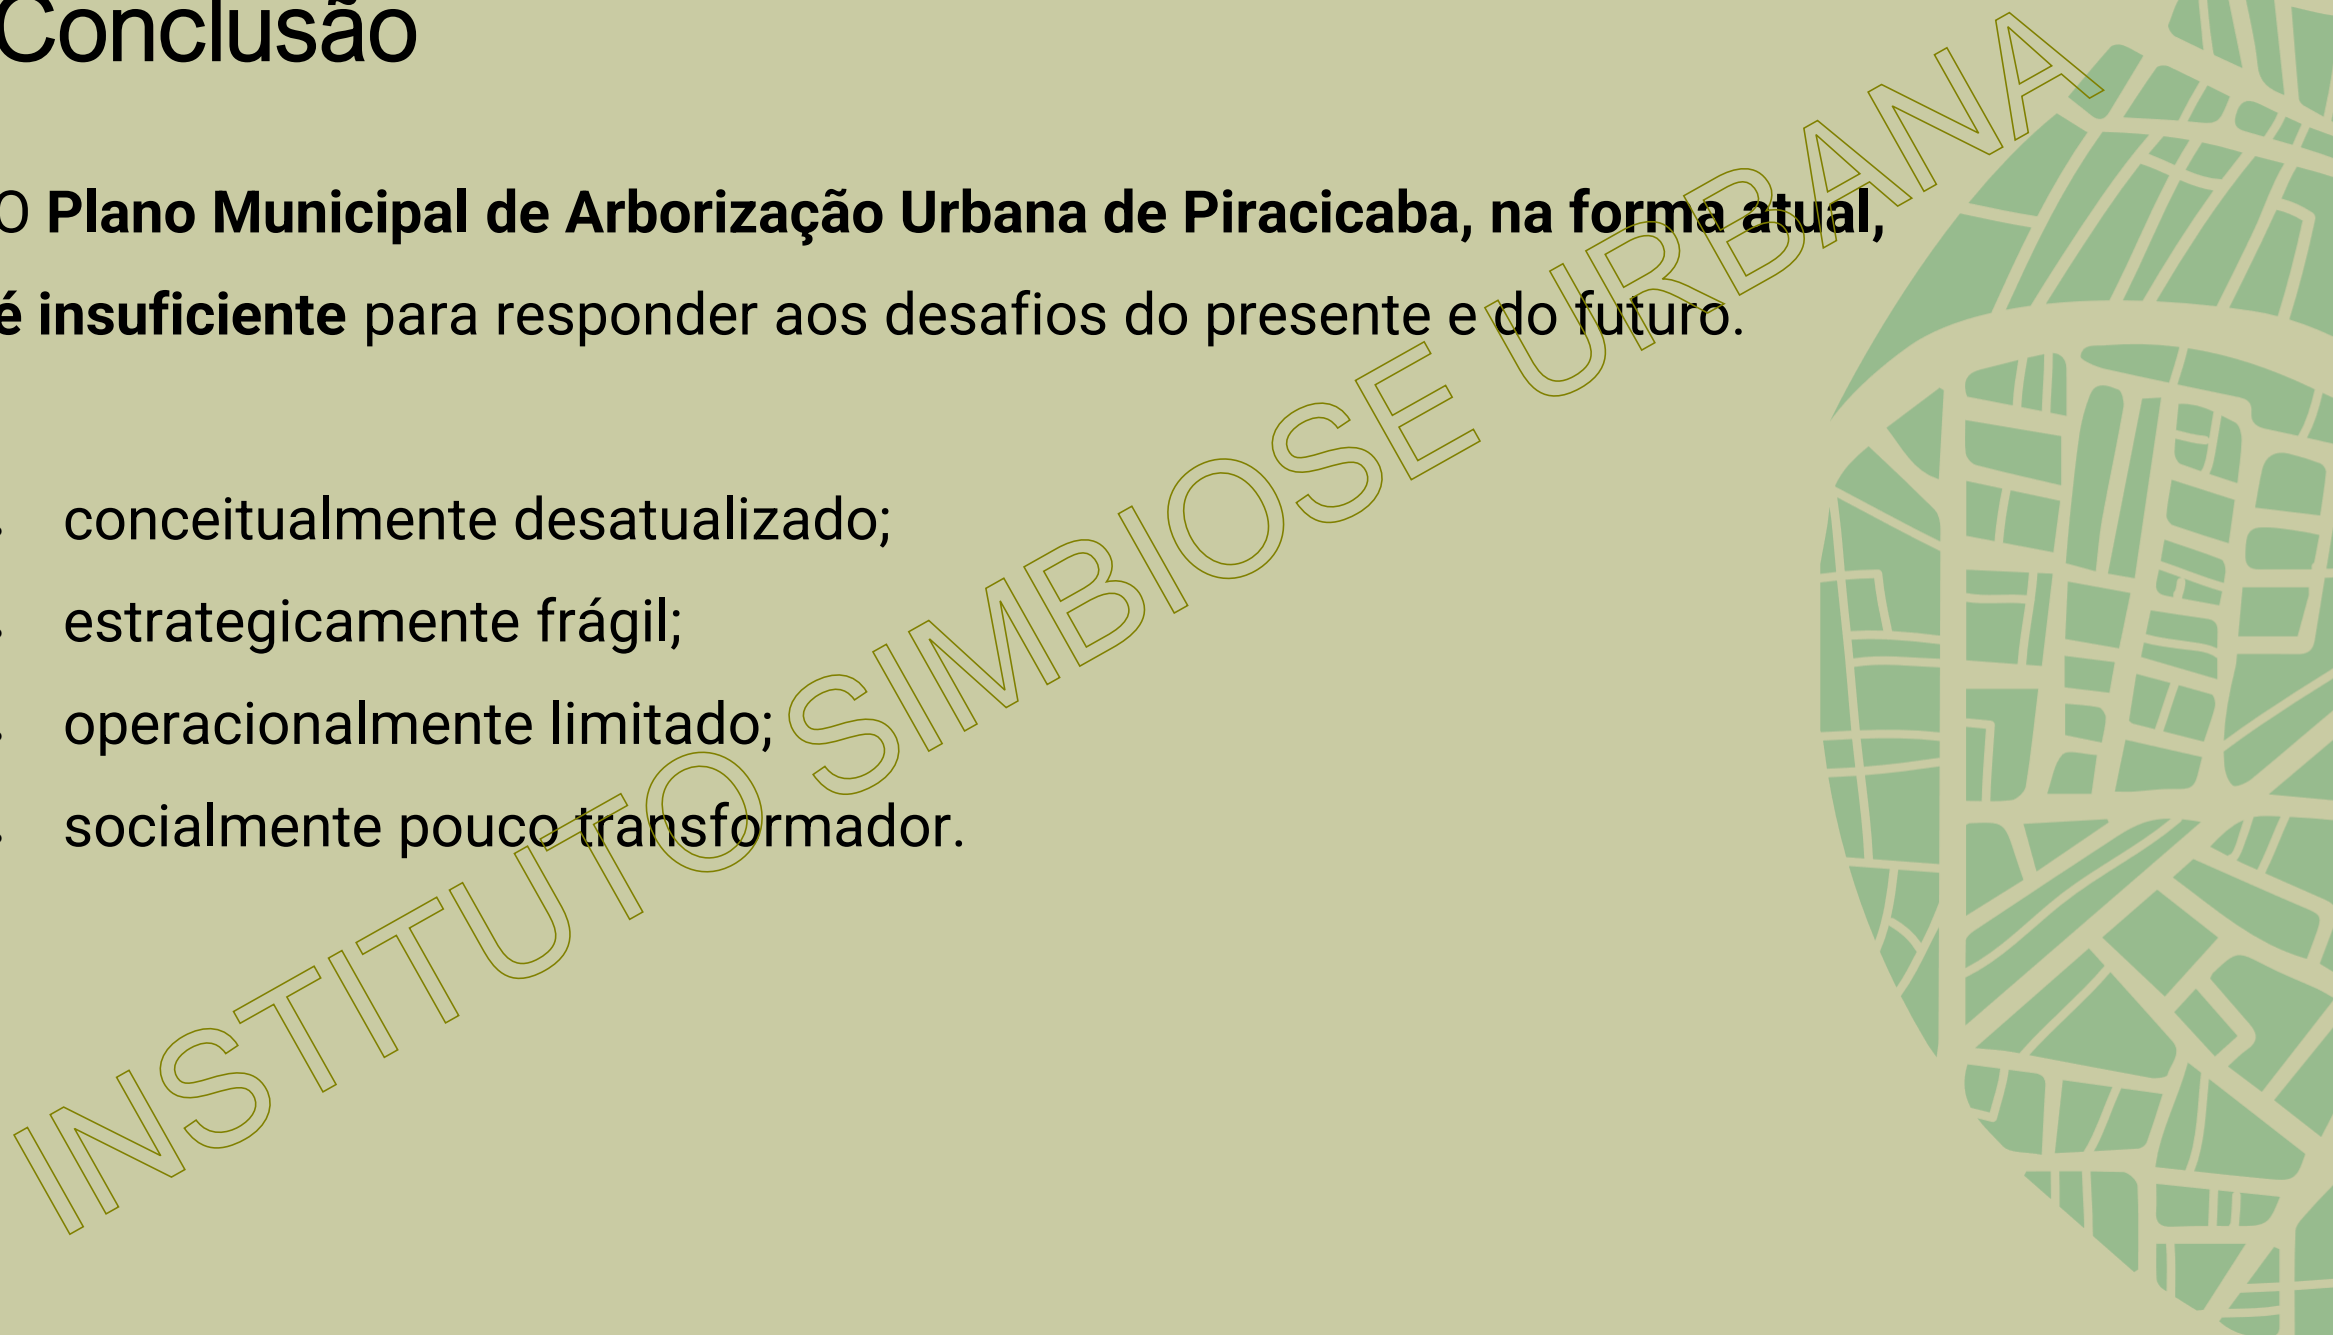 Conclusão
O Plano Municipal de Arborização Urbana de Piracicaba, na forma atual,
é insuficiente para responder aos desafios do presente e do futuro.
• conceitualmente desatualizado;
• estrategicamente frágil;
• operacionalmente limitado;
• socialmente pouco transformador.
INSTITUTO SIMBIOSE URBANA